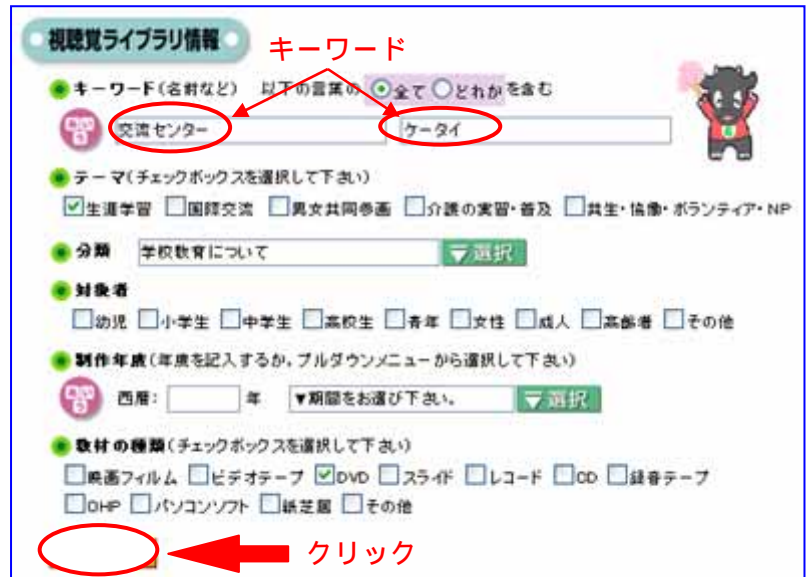 視聴覚ライブラリ情報
キーワード
キーワード(名前など) 以下の言葉の 全て どれか を含む
交流センター ケータイ
テーマ(チェックボックスを選択して下さい)
生涯学習 国際交流 男女共同参画 介護の実習・普及 共生・協働・ボランティア・NP
分類 学校教育について ▼選択
対象者
幼児 小学生 中学生 高校生 青年 女性 成人 高齢者 その他
制作年度(年度を記入するか、プルダウンメニューから選択して下さい)
西暦: 年 ▼期間をお選び下さい。 ▼選択
取材の種類(チェックボックスを選択して下さい)
映画フィルム ビデオテープ DVD スライド レコード CD 録音テープ
OHP パソコンソフト 紙芝居 その他
クリック